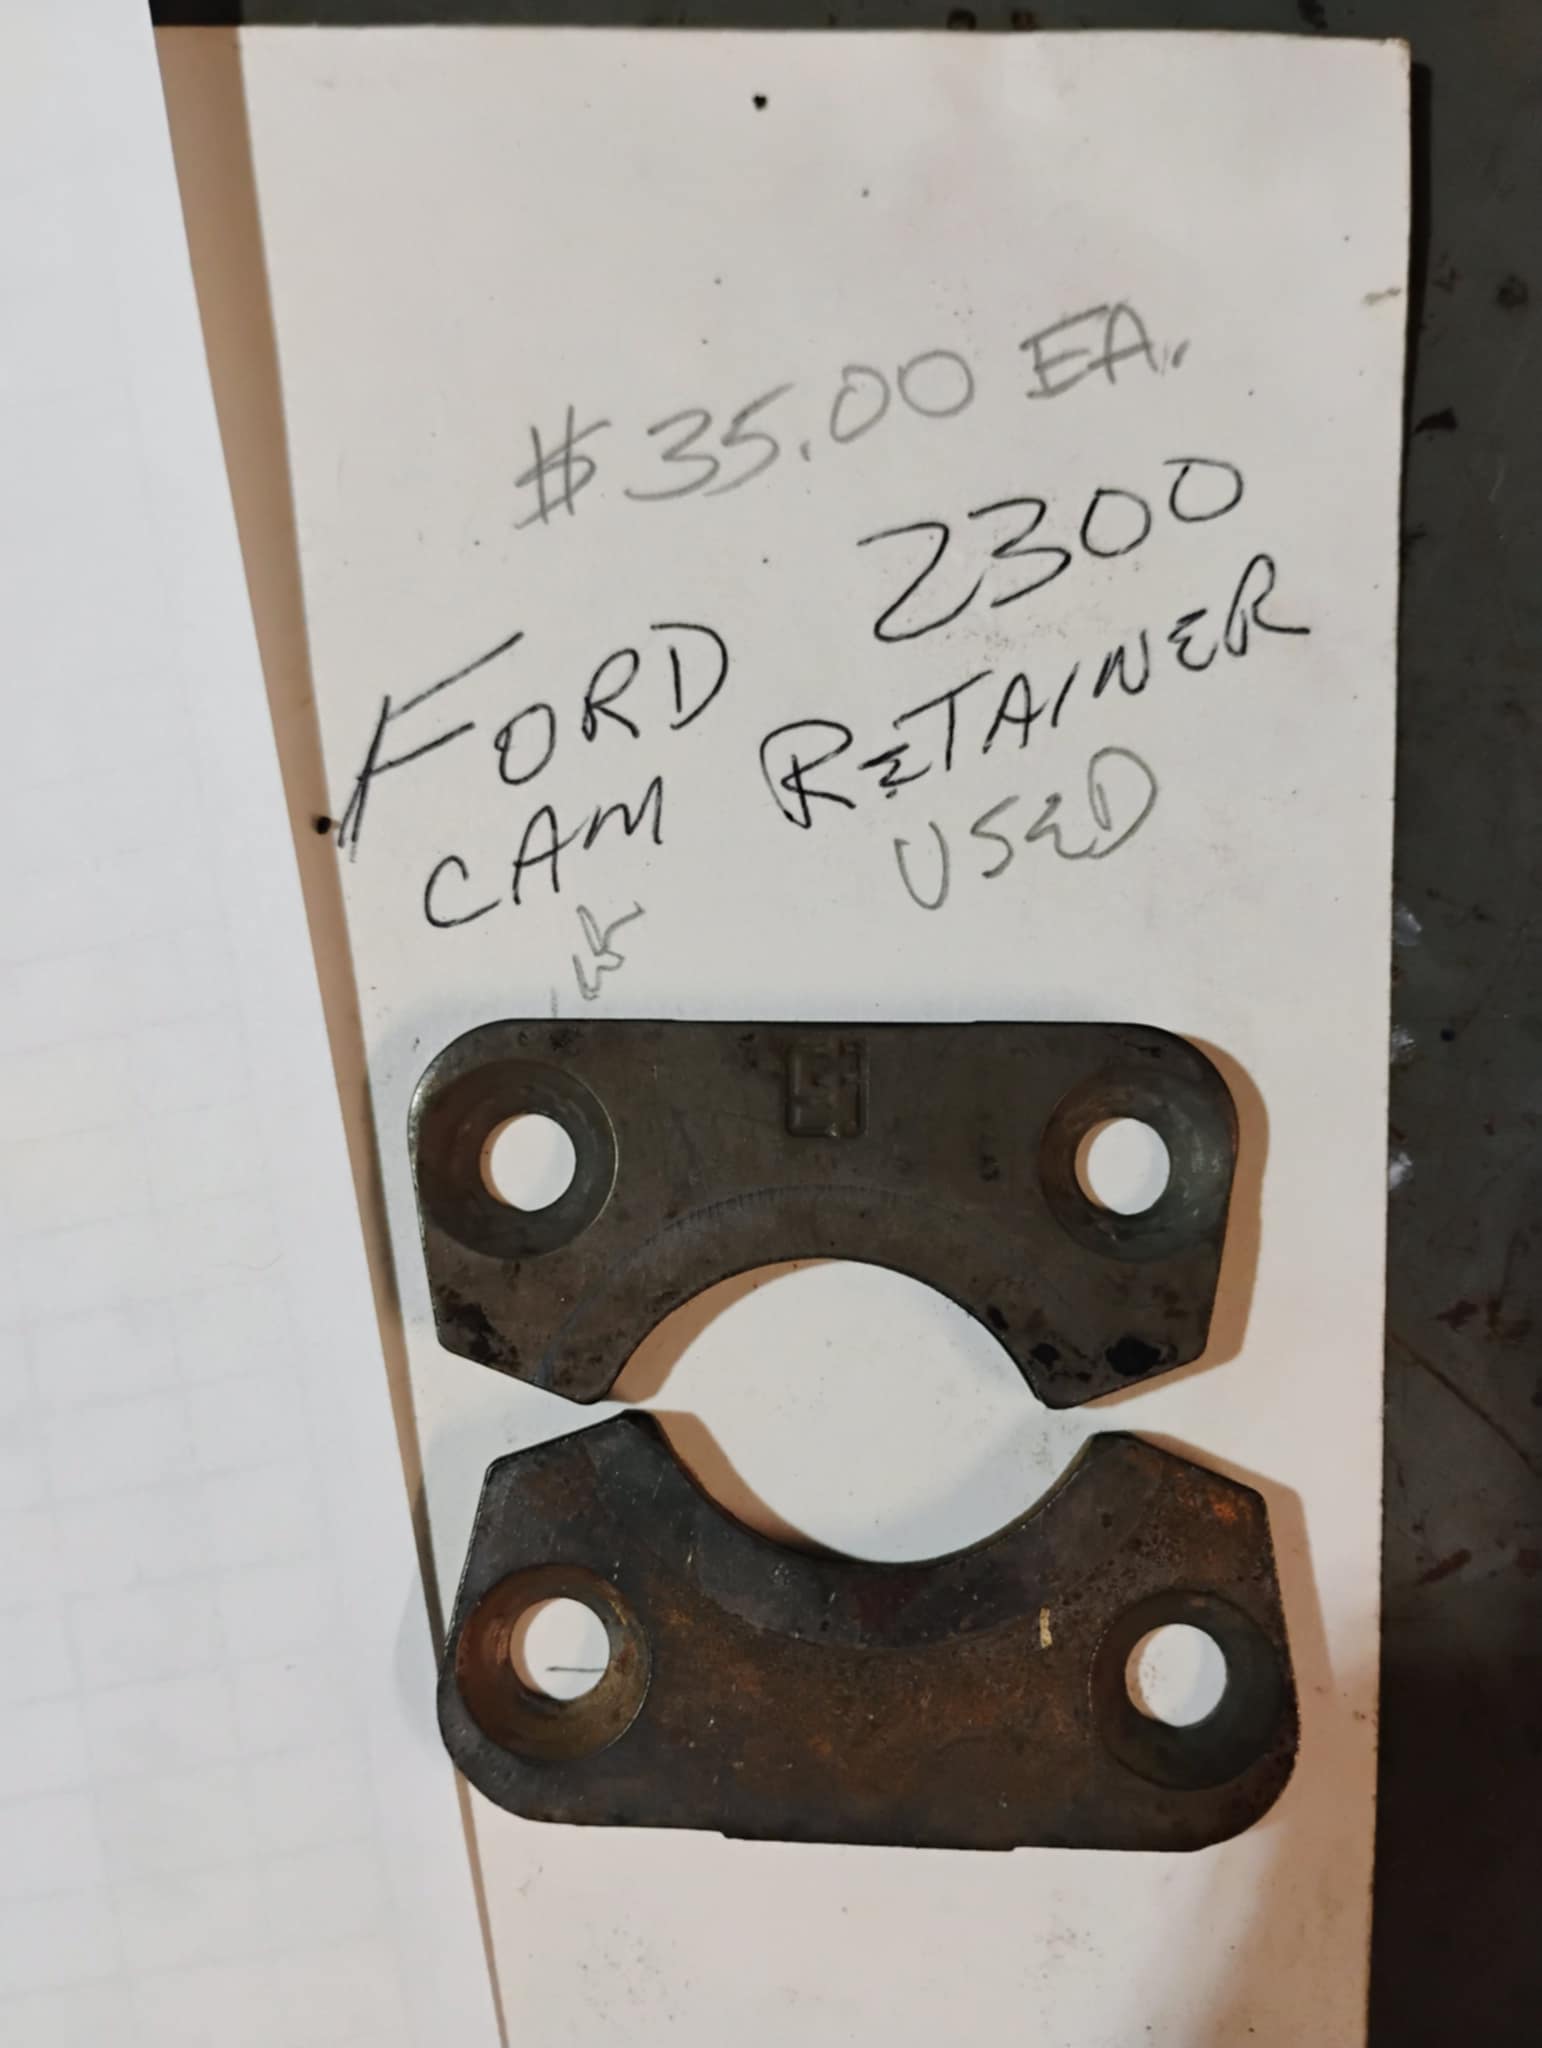 $35.00 EA.
FORD 2300
CAM RETAINER
USED